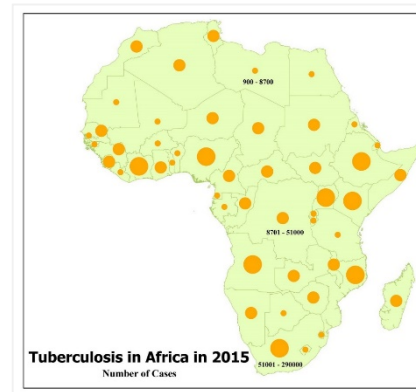 900 - 8700
8701 - 51000
Tuberculosis in Africa in 2015
Number of Cases
51001 - 290000